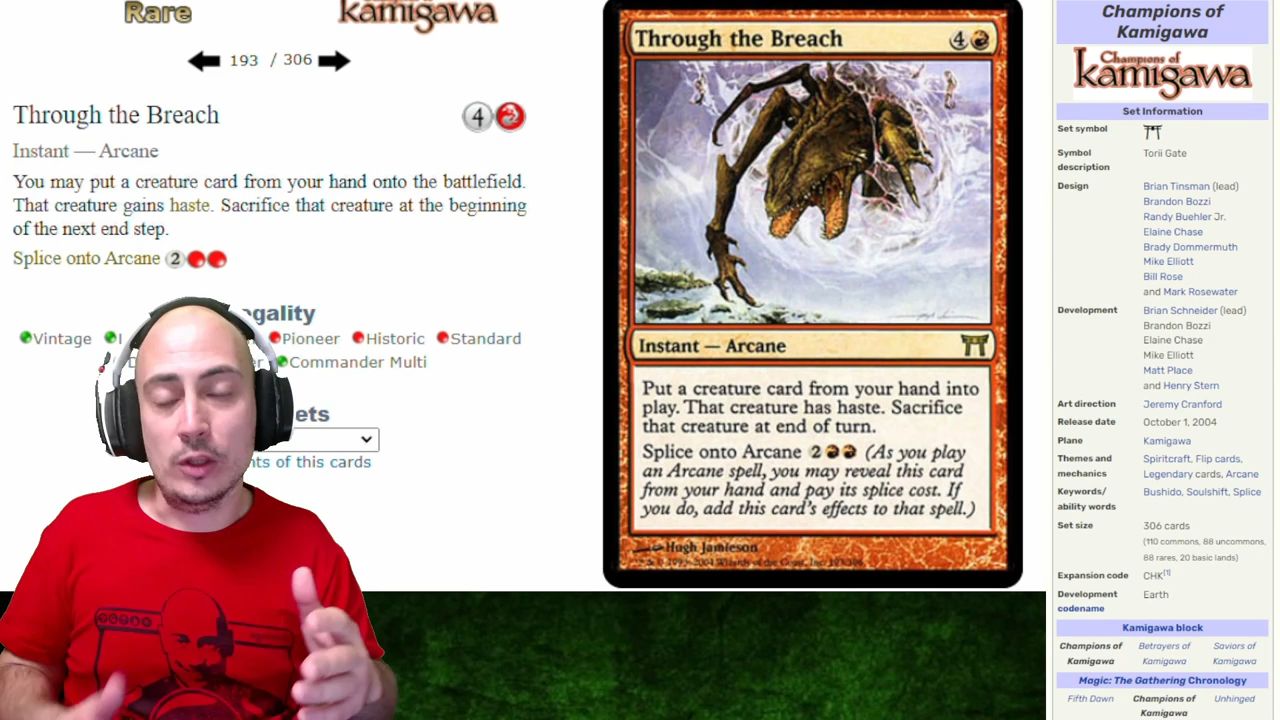 Rare
kamigawa
193 / 306
Through the Breach
4
Instant — Arcane
You may put a creature card from your hand onto the battlefield.
That creature gains haste. Sacrifice that creature at the beginning
of the next end step.
Splice onto Arcane 2
Vintage
Pioneer
Historic
Standard
Commander Multi
of this cards
Through the Breach 4
Instant — Arcane
Put a creature card from your hand into
play. That creature has haste. Sacrifice
that creature at end of turn.
Splice onto Arcane 2 (As you play
an Arcane spell, you may reveal this card
from your hand and pay its splice cost. If
you do, add this card's effects to that spell.)
Hugh Jamieson
Champions of
Kamigawa
Champions of
kamigawa
Set Information
Set symbol
Symbol description Torii Gate
Design Brian Tinsman (lead)
Brandon Bozzi
Randy Buehler Jr.
Elaine Chase
Brady Dommermuth
Mike Elliott
Bill Rose
and Mark Rosewater
Development Brian Schneider (lead)
Brandon Bozzi
Elaine Chase
Mike Elliott
Matt Place
and Henry Stern
Art direction Jeremy Cranford
Release date October 1, 2004
Plane Kamigawa
Themes and mechanics Spiritcraft, Flip cards,
Legendary cards, Arcane
Keywords/ ability words Bushido, Soulshift, Splice
Set size 306 cards
(110 commons, 88 uncommons,
88 rares, 20 basic lands)
Expansion code CHK[1]
Development codename Earth
Kamigawa block
Champions of Kamigawa Betrayers of Kamigawa Saviors of Kamigawa
Magic: The Gathering Chronology
Fifth Dawn Champions of Kamigawa Unhinged